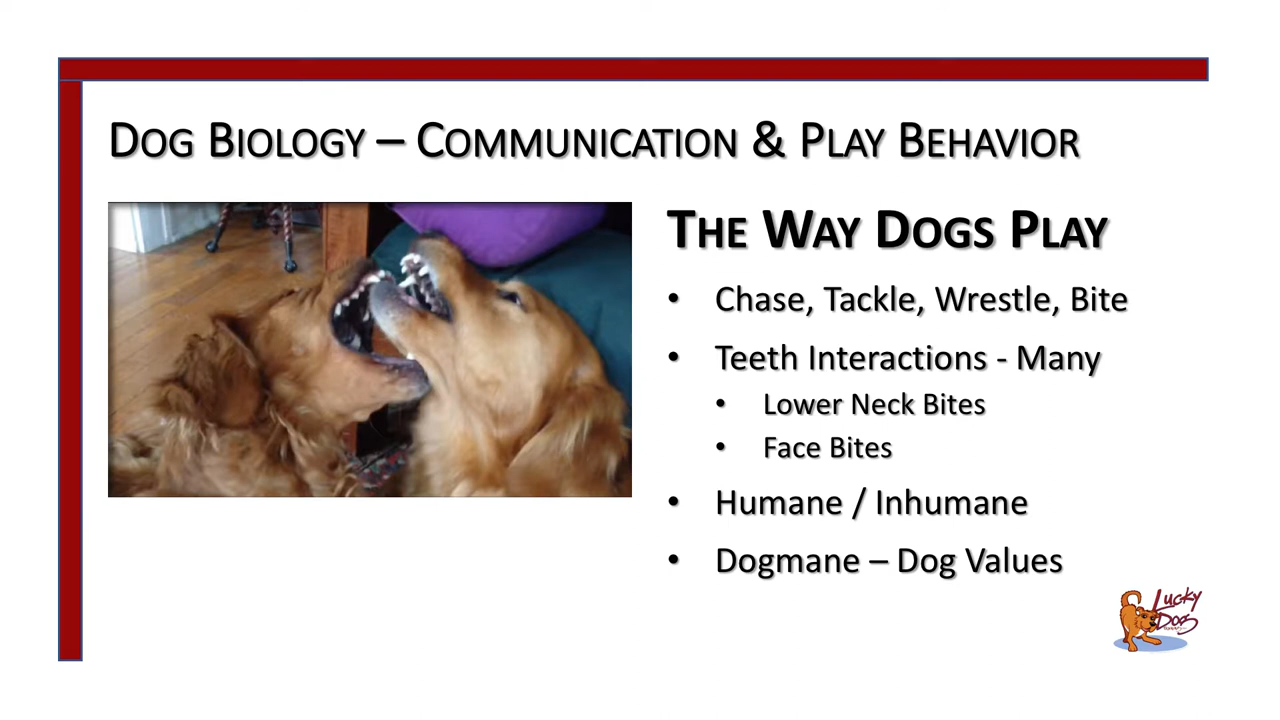 Dog Biology – Communication & Play Behavior
The Way Dogs Play
• Chase, Tackle, Wrestle, Bite
• Teeth Interactions - Many
• Lower Neck Bites
• Face Bites
• Humane / Inhumane
• Dogmane – Dog Values
Lucky
Dog